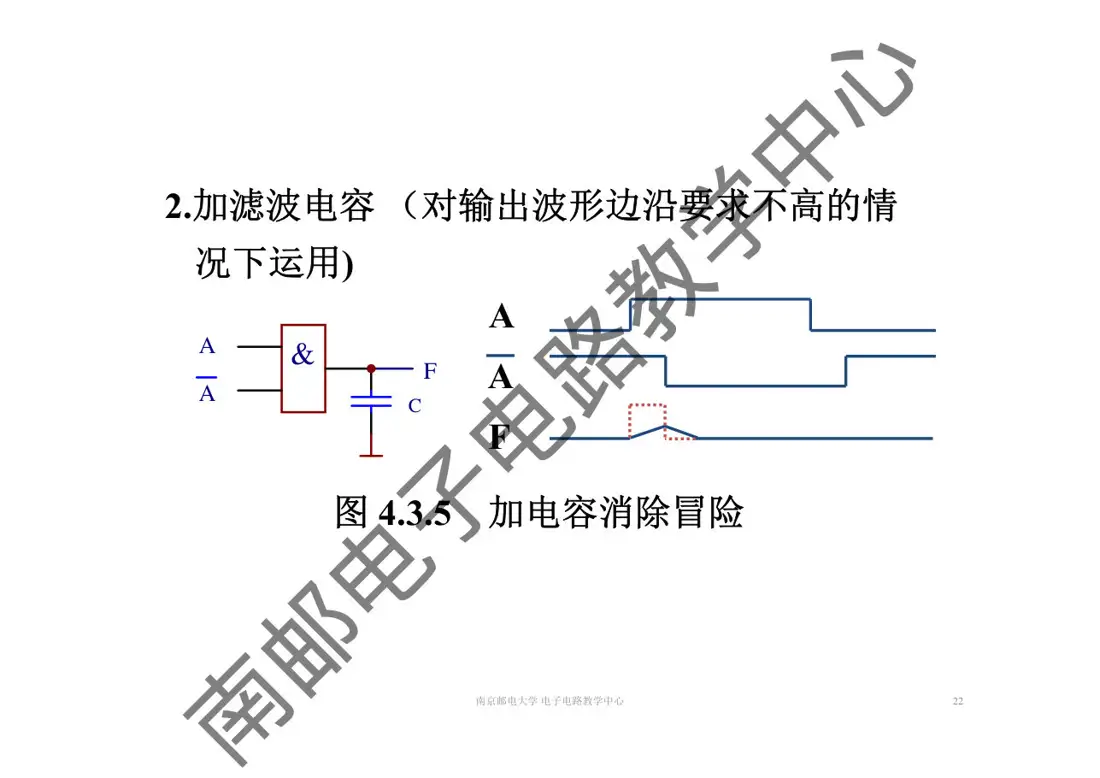 2.加滤波电容 （对输出波形边沿要求不高的情
况下运用)
A
A
&
F
C
A
A
F
图 4.3.5 加电容消除冒险
南邮电子电路教学中心
南京邮电大学 电子电路教学中心
22